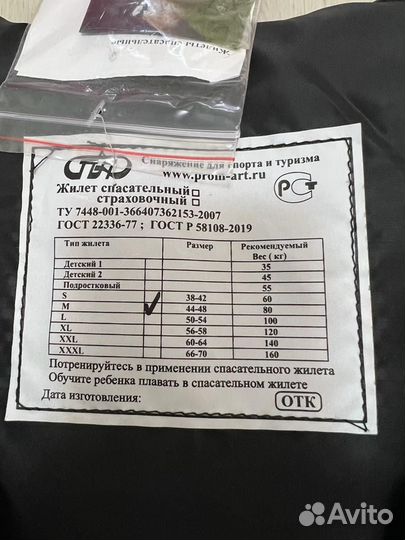 Жилеты спасательные
Снаряжение для спорта и туризма
www.prom-art.ru
Жилет спасательный
страховочный
ТУ 7448-001-366407362153-2007
ГОСТ 22336-77 ; ГОСТ Р 58108-2019
РСТ
Тип жилета Размер Рекомендуемый Вес ( кг)
Детский 1 35
Детский 2 45
Подростковый 55
S 38-42 60
M 44-48 80
L 50-54 100
XL 56-58 120
XXL 60-64 140
XXXL 66-70 160
Потренируйтесь в применении спасательного жилета
Обучите ребенка плавать в спасательном жилете
Дата изготовления:
ОТК
Avito